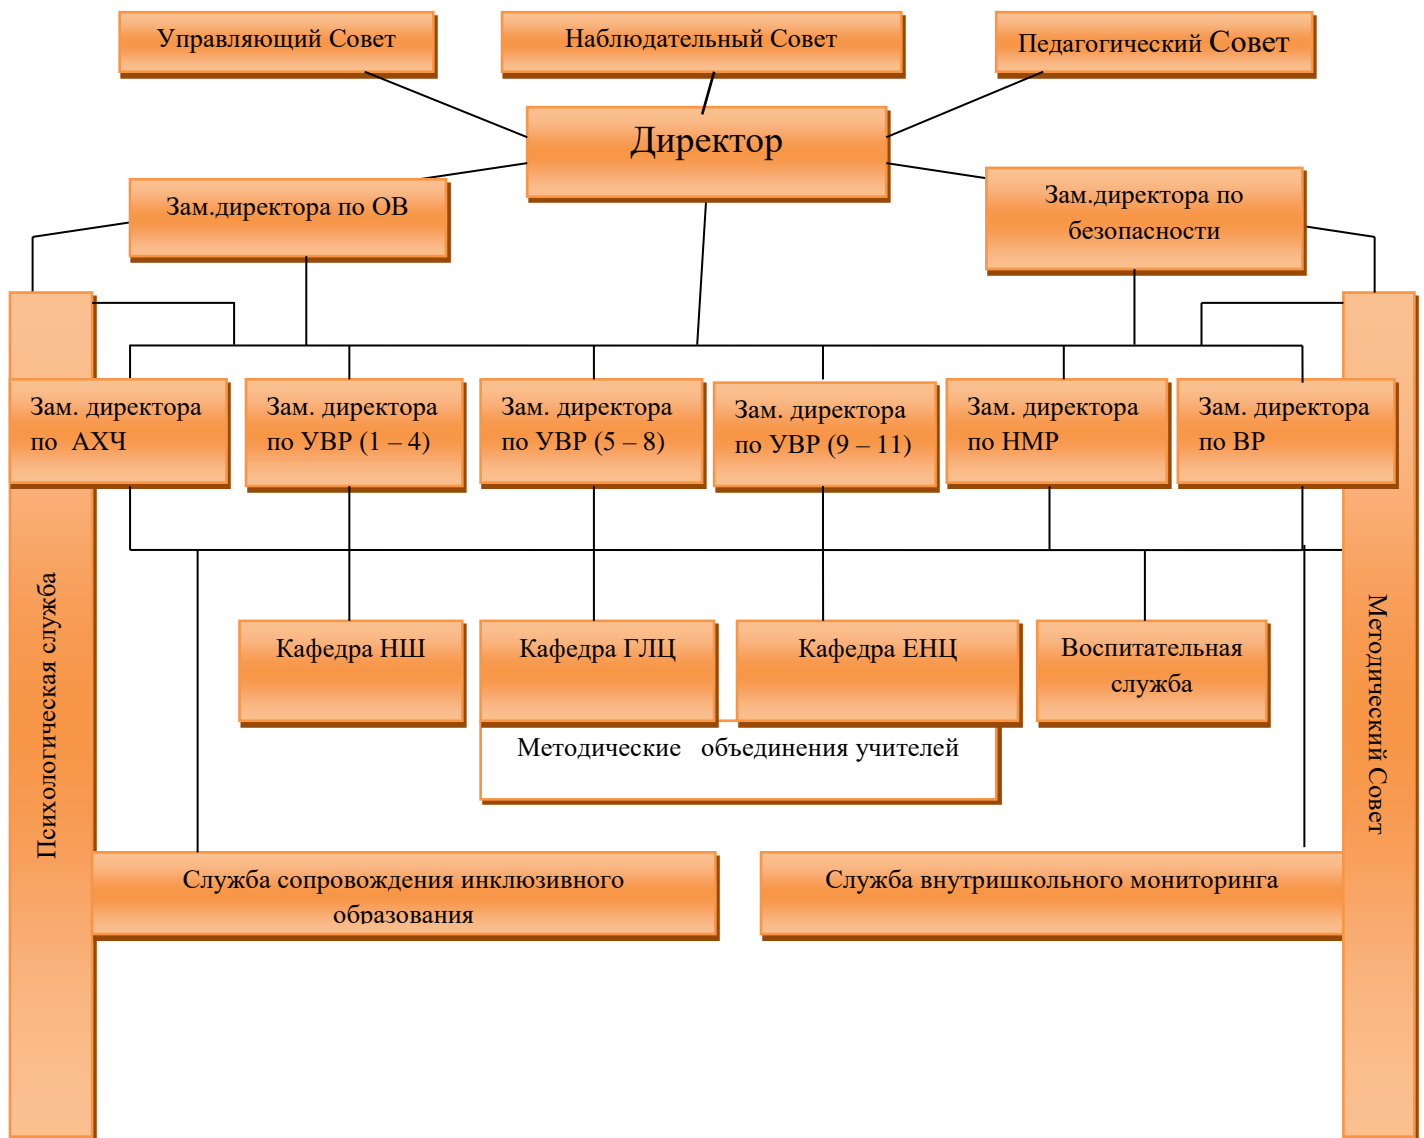 Управляющий Совет
Наблюдательный Совет
Педагогический Совет
Директор
Зам.директора по ОВ
Зам.директора по
безопасности
Зам. директора
по АХЧ
Зам. директора
по УВР (1 – 4)
Зам. директора
по УВР (5 – 8)
Зам. директора
по УВР (9 – 11)
Зам. директора
по НМР
Зам. директора
по ВР
Психологическая служба
Методический Совет
Кафедра НШ
Кафедра ГЛЦ
Кафедра ЕНЦ
Воспитательная
служба
Методические объединения учителей
Служба сопровождения инклюзивного
образования
Служба внутришкольного мониторинга